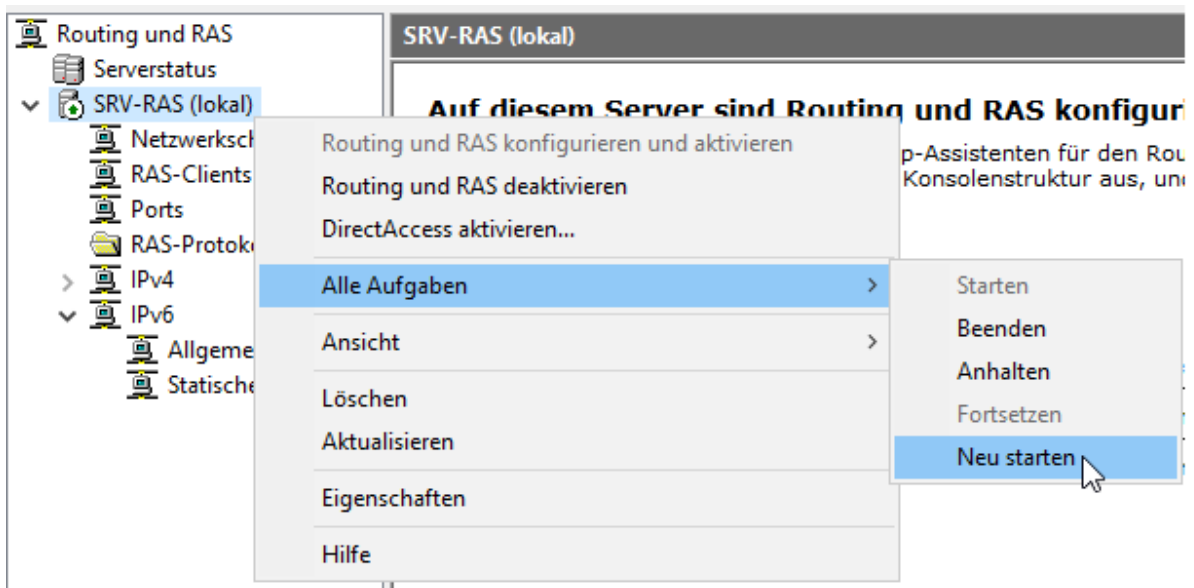 Routing und RAS
Serverstatus
SRV-RAS (lokal)
Netzwerksch
RAS-Clients
Ports
RAS-Protok
IPv4
IPv6
Allgeme
Statische
SRV-RAS (lokal)
Auf diesem Server sind Routing und RAS konfiguri
p-Assistenten für den Rou
Konsolenstruktur aus, und
Routing und RAS konfigurieren und aktivieren
Routing und RAS deaktivieren
DirectAccess aktivieren...
Alle Aufgaben
Ansicht
Löschen
Aktualisieren
Eigenschaften
Hilfe
Starten
Beenden
Anhalten
Fortsetzen
Neu starten